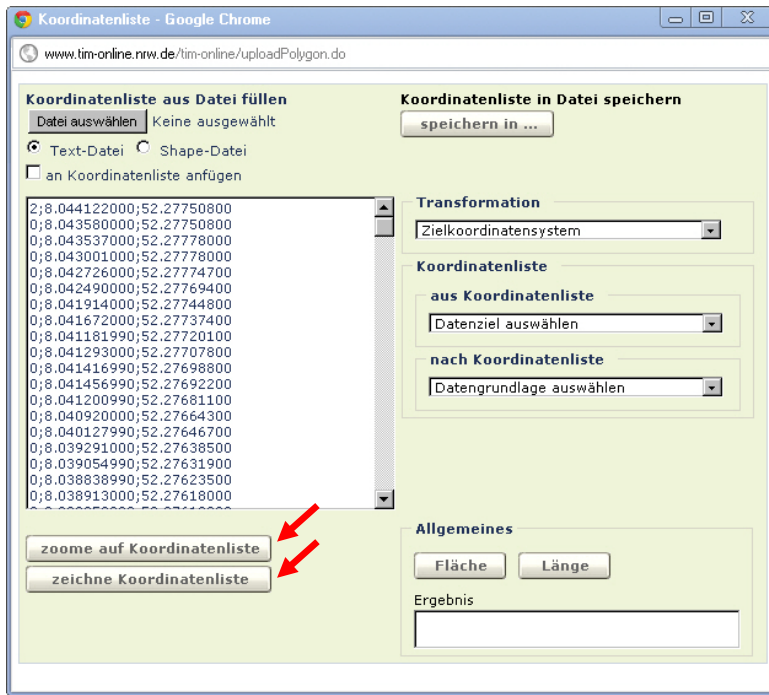 Koordinatenliste - Google Chrome
www.tim-online.nrw.de/tim-online/uploadPolygon.do
Koordinatenliste aus Datei füllen
Datei auswählen Keine ausgewählt
Text-Datei Shape-Datei
an Koordinatenliste anfügen
2;8.044122000;52.27750800
0;8.043580000;52.27750800
0;8.043537000;52.27778000
0;8.043001000;52.27778000
0;8.042726000;52.27774700
0;8.042490000;52.27769400
0;8.041914000;52.27744800
0;8.041672000;52.27737400
0;8.041181990;52.27720100
0;8.041293000;52.27707800
0;8.041416990;52.27698800
0;8.041456990;52.27692200
0;8.041200990;52.27681100
0;8.040920000;52.27664300
0;8.040127990;52.27646700
0;8.039291000;52.27638500
0;8.039054990;52.27631900
0;8.038838990;52.27623500
0;8.038913000;52.27618000
zoome auf Koordinatenliste
zeichne Koordinatenliste
Koordinatenliste in Datei speichern
speichern in ...
Transformation
Zielkoordinatensystem
Koordinatenliste
aus Koordinatenliste
Datenziel auswählen
nach Koordinatenliste
Datengrundlage auswählen
Allgemeines
Fläche Länge
Ergebnis